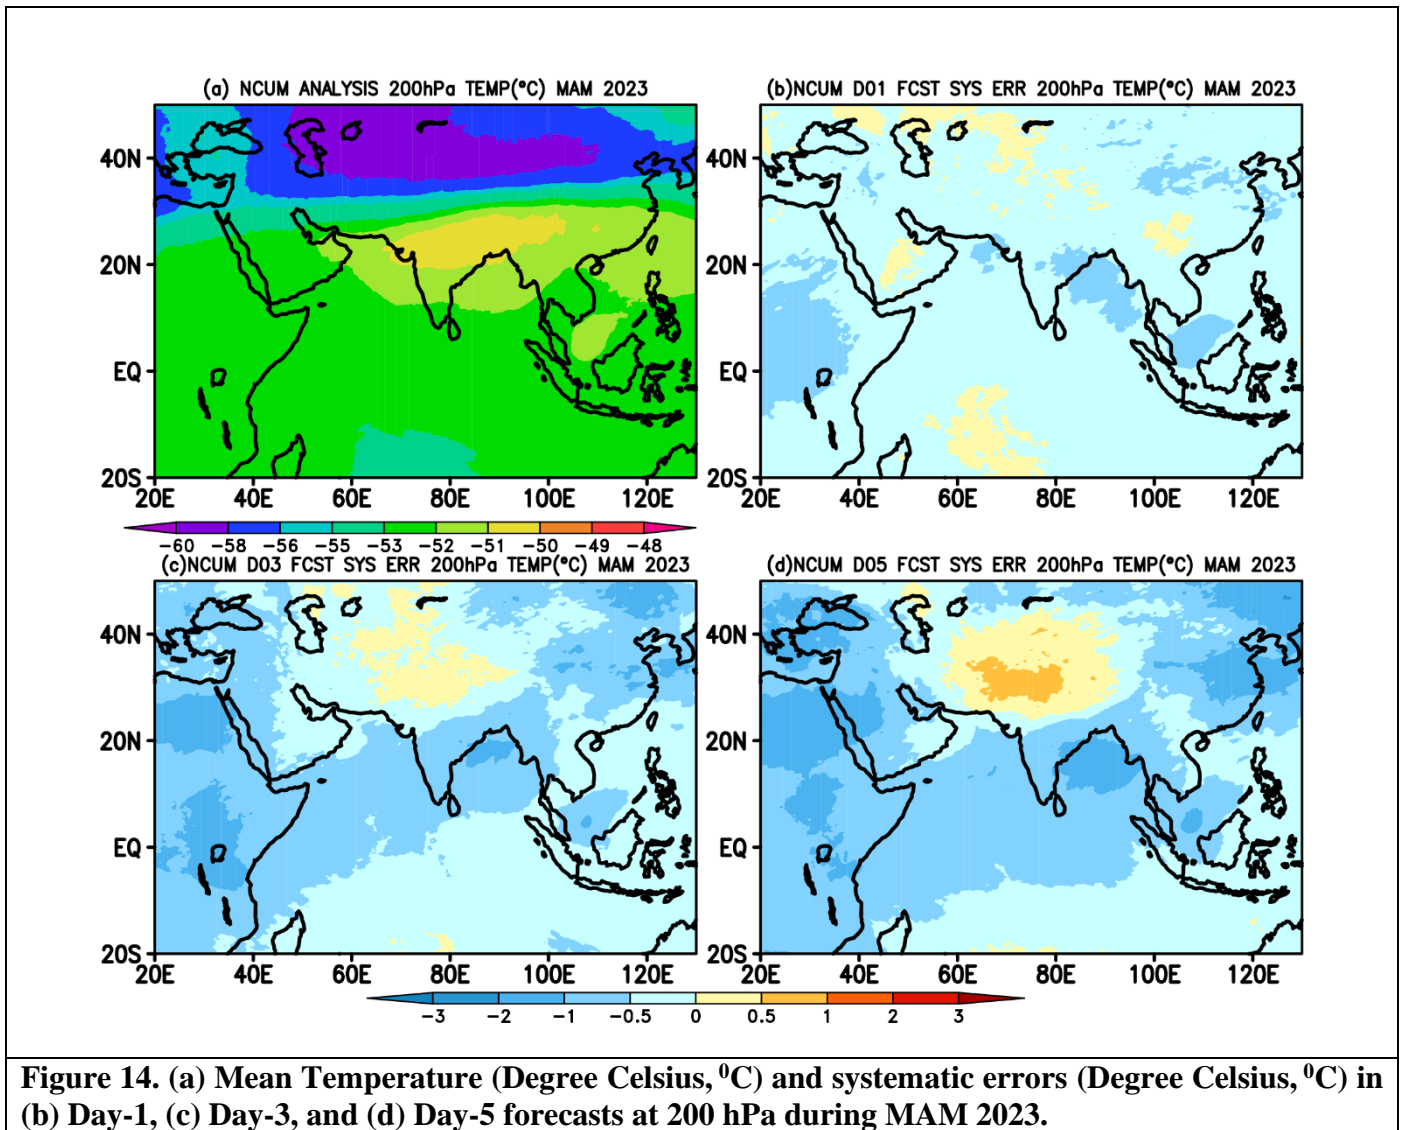 (a) NCUM ANALYSIS 200hPa TEMP(°C) MAM 2023
40N
20N
EQ
20S
20E 40E 60E 80E 100E 120E
-60 -58 -56 -55 -53 -52 -51 -50 -49 -48
(b)NCUM D01 FCST SYS ERR 200hPa TEMP(°C) MAM 2023
40N
20N
EQ
20S
20E 40E 60E 80E 100E 120E
(c)NCUM D03 FCST SYS ERR 200hPa TEMP(°C) MAM 2023
40N
20N
EQ
20S
20E 40E 60E 80E 100E 120E
(d)NCUM D05 FCST SYS ERR 200hPa TEMP(°C) MAM 2023
40N
20N
EQ
20S
20E 40E 60E 80E 100E 120E
-3 -2 -1 -0.5 0 0.5 1 2 3
Figure 14. (a) Mean Temperature (Degree Celsius, ⁰C) and systematic errors (Degree Celsius, ⁰C) in
(b) Day-1, (c) Day-3, and (d) Day-5 forecasts at 200 hPa during MAM 2023.